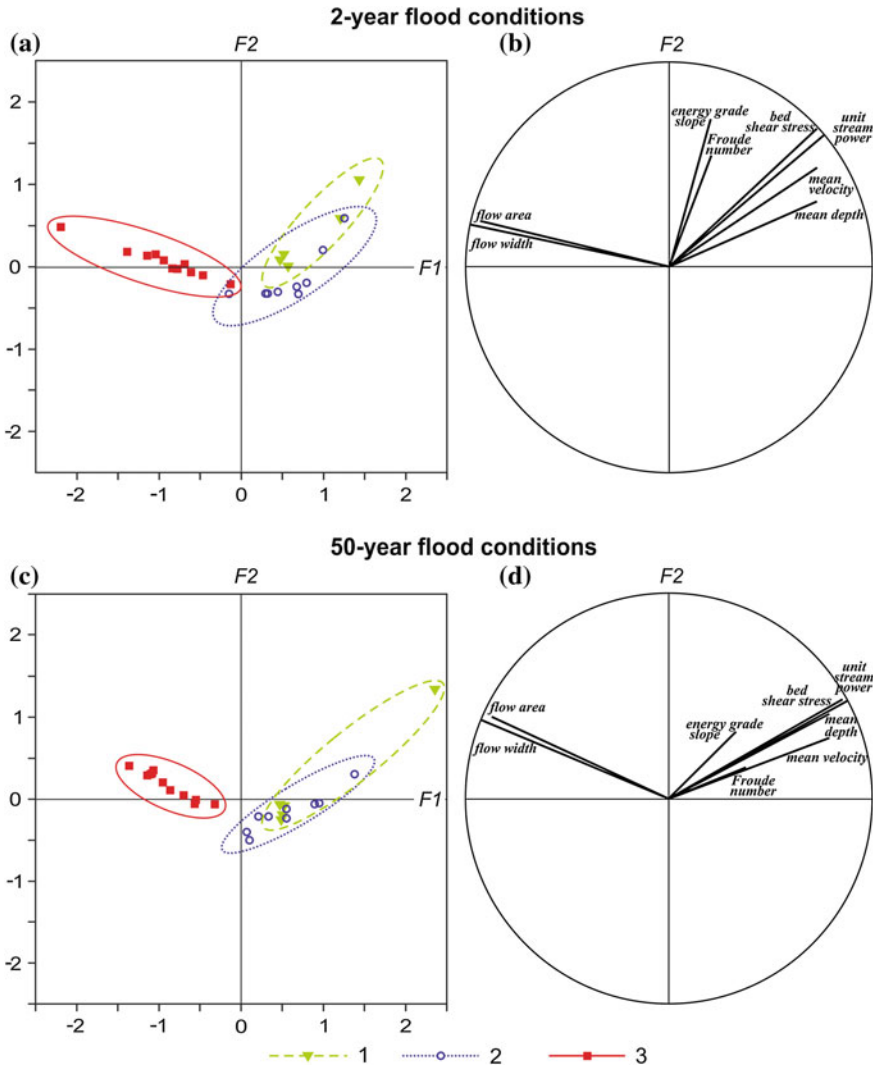 2-year flood conditions
(a) F2 (b) F2
2
1
0
-1
-2
F1
-2 -1 0 1 2
energy grade
slope
Froude
number
bed
shear stress
unit
stream
power
mean
velocity
mean depth
flow area
flow width
50-year flood conditions
(c) F2 (d) F2
2
1
0
-1
-2
F1
-2 -1 0 1 2
flow area
flow width
energy grade
slope
bed
shear stress
unit
stream
power
mean
depth
mean velocity
Froude
number
1 2 3